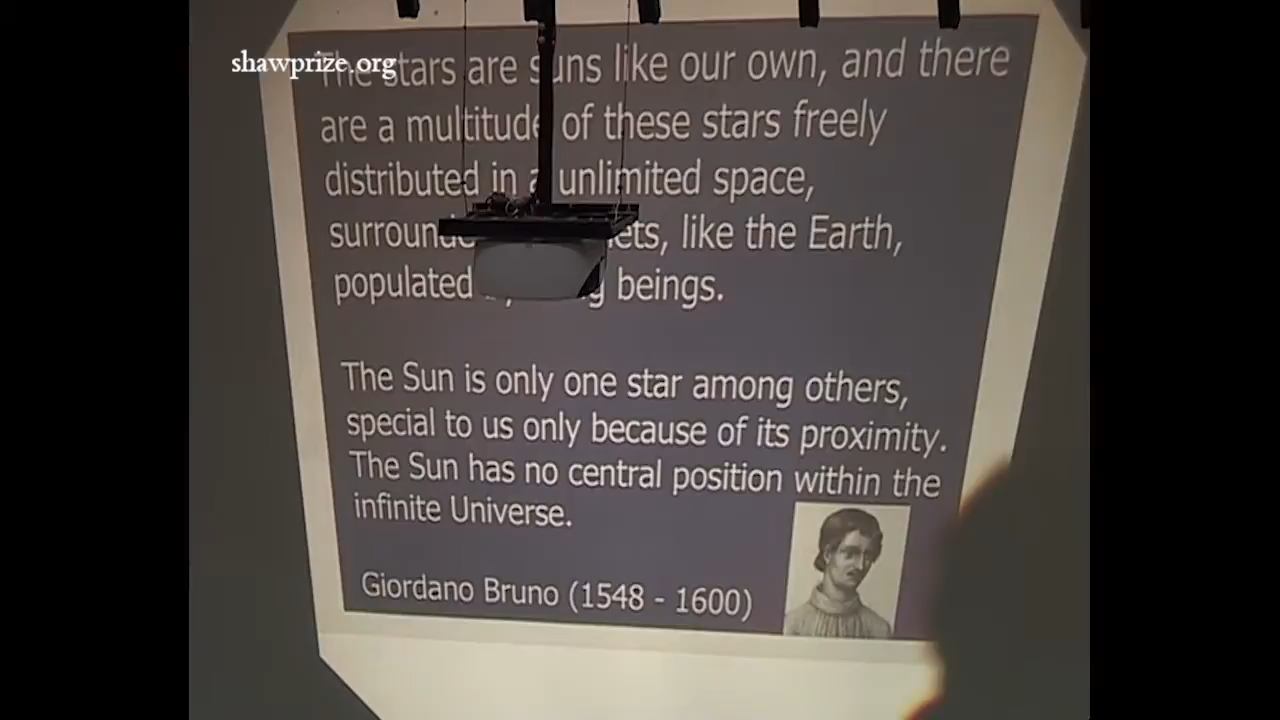 shawprize.org
The stars are suns like our own, and there
are a multitude of these stars freely
distributed in a unlimited space,
like the Earth,
populated beings.
The Sun is only one star among others,
special to us only because of its proximity.
The Sun has no central position within the
infinite Universe.
Giordano Bruno (1548 - 1600)